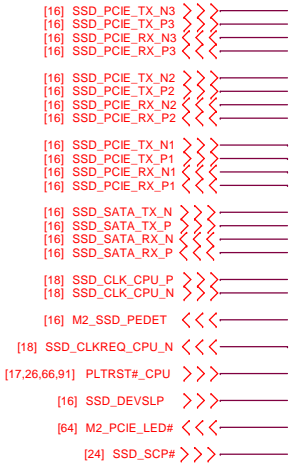 [16] SSD_PCIE_TX_N3
[16] SSD_PCIE_TX_P3
[16] SSD_PCIE_RX_N3
[16] SSD_PCIE_RX_P3
[16] SSD_PCIE_TX_N2
[16] SSD_PCIE_TX_P2
[16] SSD_PCIE_RX_N2
[16] SSD_PCIE_RX_P2
[16] SSD_PCIE_TX_N1
[16] SSD_PCIE_TX_P1
[16] SSD_PCIE_RX_N1
[16] SSD_PCIE_RX_P1
[16] SSD_SATA_TX_N
[16] SSD_SATA_TX_P
[16] SSD_SATA_RX_N
[16] SSD_SATA_RX_P
[18] SSD_CLK_CPU_P
[18] SSD_CLK_CPU_N
[16] M2_SSD_PEDET
[18] SSD_CLKREQ_CPU_N
[17,26,66,91] PLTRST#_CPU
[16] SSD_DEVSLP
[64] M2_PCIE_LED#
[24] SSD_SCP#